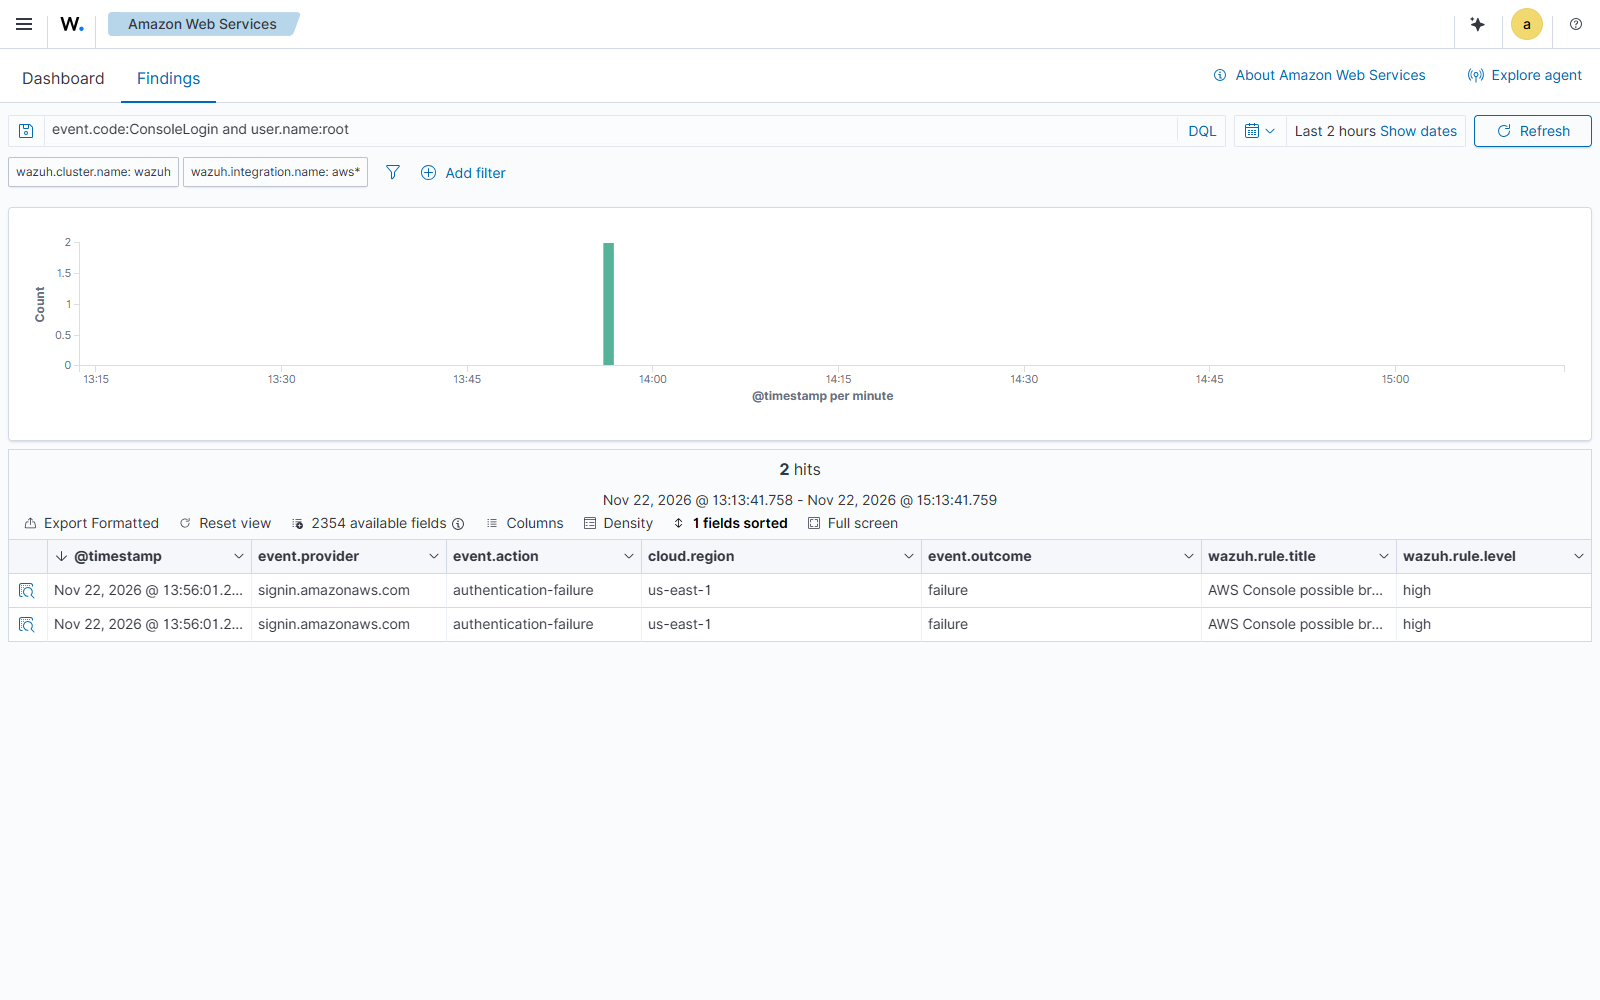 W. Amazon Web Services a
Dashboard Findings About Amazon Web Services Explore agent
event.code:ConsoleLogin and user.name:root DQL Last 2 hours Show dates Refresh
wazuh.cluster.name: wazuh wazuh.integration.name: aws* Add filter
2
1.5
1
0.5
0
Count
13:15 13:30 13:45 14:00 14:15 14:30 14:45 15:00
@timestamp per minute
2 hits
Nov 22, 2026 @ 13:13:41.758 - Nov 22, 2026 @ 15:13:41.759
Export Formatted Reset view 2354 available fields Columns Density 1 fields sorted Full screen
@timestamp event.provider event.action cloud.region event.outcome wazuh.rule.title wazuh.rule.level
Nov 22, 2026 @ 13:56:01.2... signin.amazonaws.com authentication-failure us-east-1 failure AWS Console possible br... high
Nov 22, 2026 @ 13:56:01.2... signin.amazonaws.com authentication-failure us-east-1 failure AWS Console possible br... high